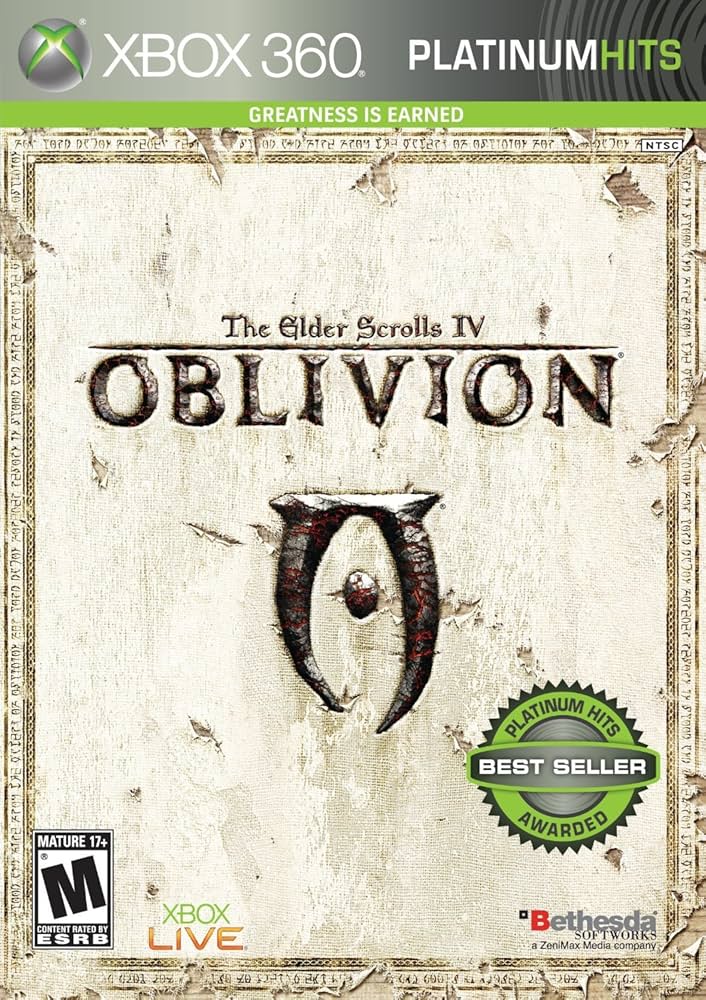 XBOX 360® PLATINUMHITS
GREATNESS IS EARNED
NTSC
The Elder Scrolls IV
OBLIVION®
®
PLATINUM HITS
BEST SELLER
AWARDED
MATURE 17+
M®
CONTENT RATED BY
ESRB
XBOX
LIVE
Bethesda®
SOFTWORKS
a ZeniMax Media company